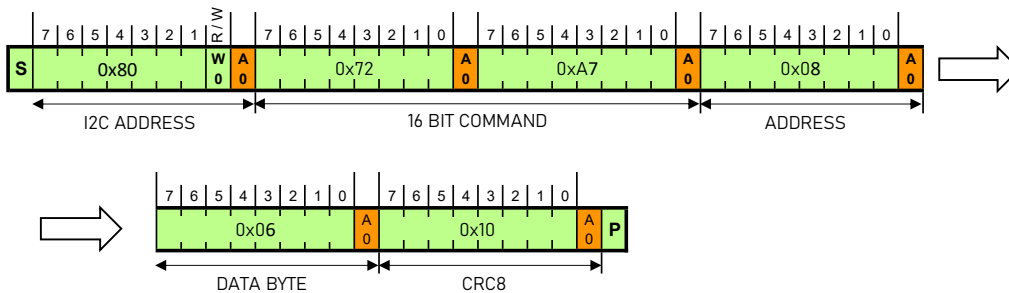 7 6 5 4 3 2 1 R / W 7 6 5 4 3 2 1 0 7 6 5 4 3 2 1 0 7 6 5 4 3 2 1 0
S 0x80 W 0 A 0 0x72 A 0 0xA7 A 0 0x08 A 0
I2C ADDRESS 16 BIT COMMAND ADDRESS
7 6 5 4 3 2 1 0 7 6 5 4 3 2 1 0
0x06 A 0 0x10 A 0 P
DATA BYTE CRC8